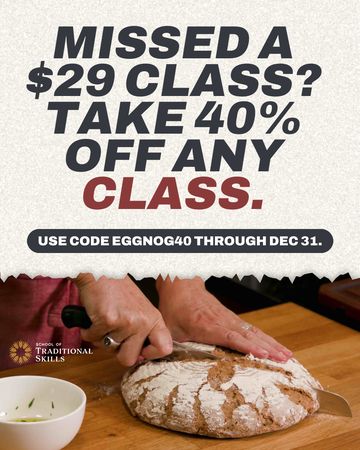 MISSED A
$29 CLASS?
TAKE 40%
OFF ANY
CLASS.
USE CODE EGGNOG40 THROUGH DEC 31.
SCHOOL OF
TRADITIONAL
SKILLS